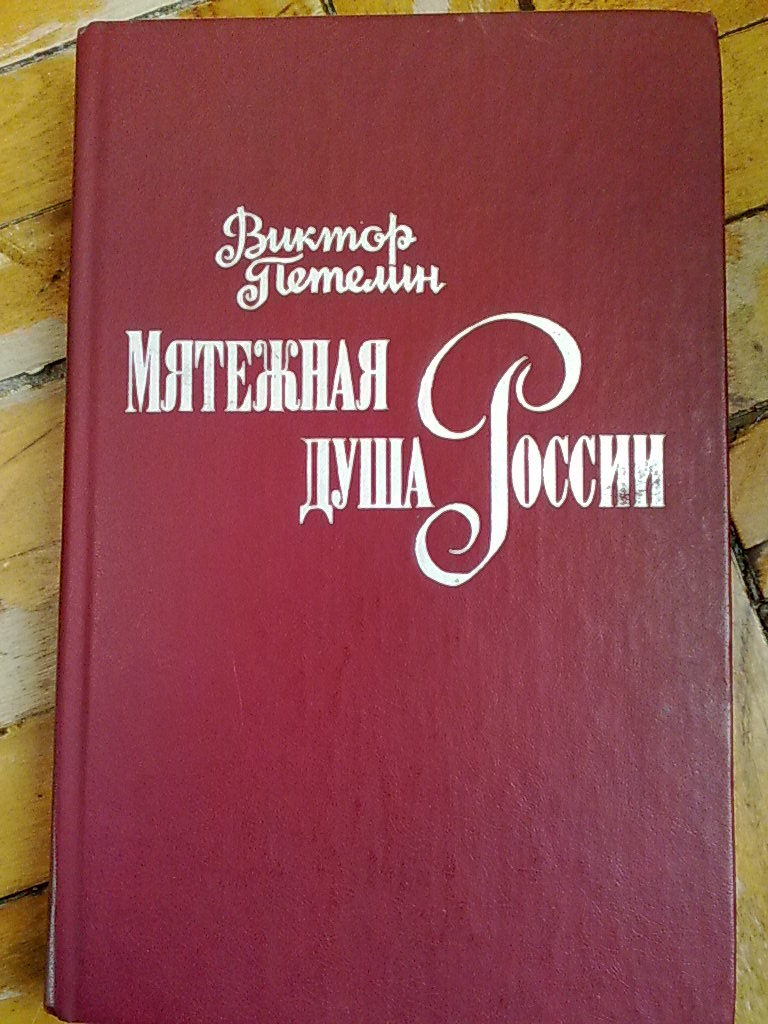 Виктор
Петелин
Мятежная
душа России